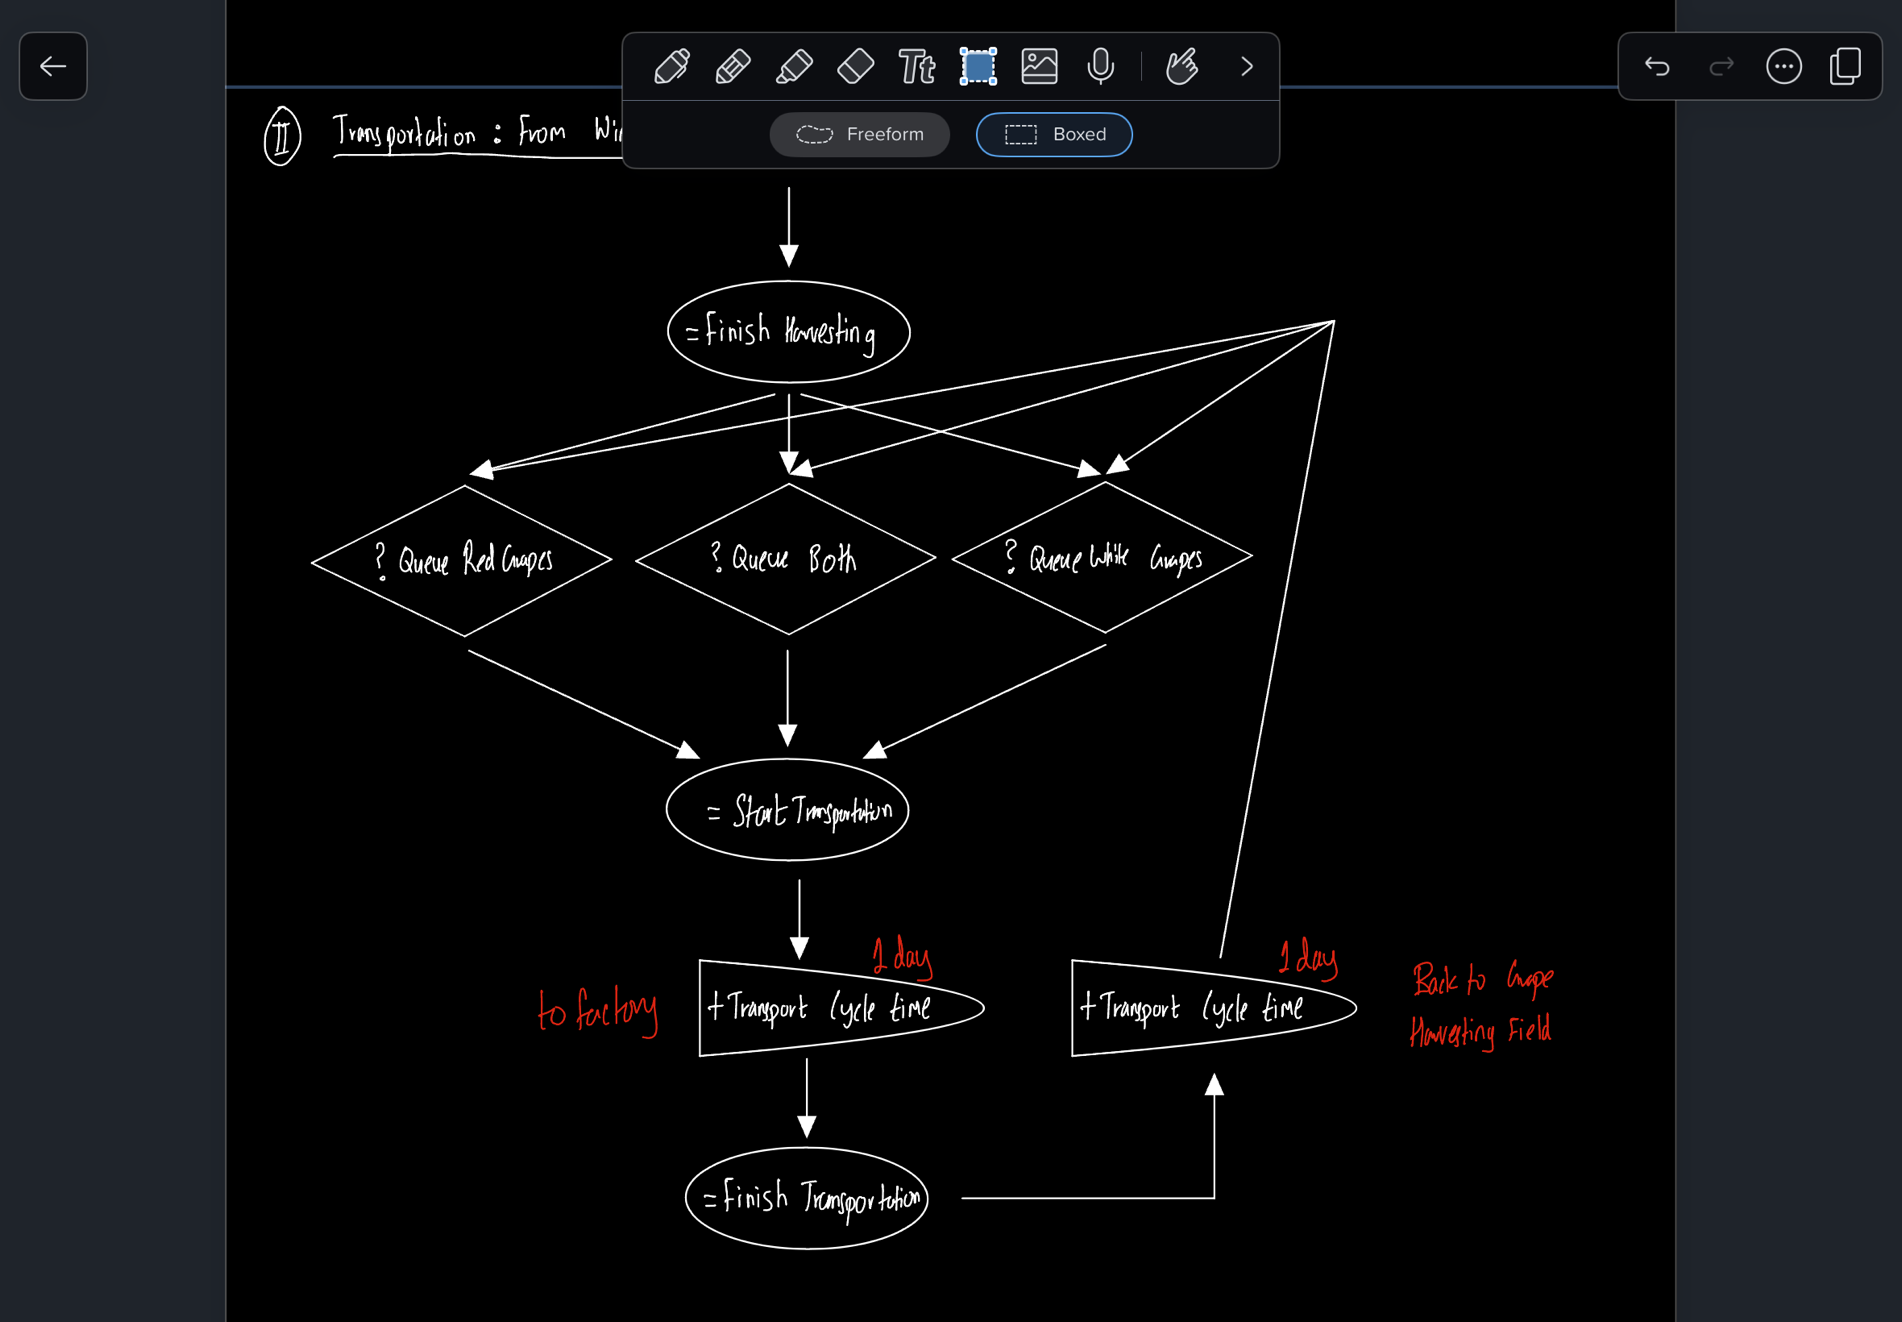 Freeform
Boxed
II Transportation : From
= Finish Harvesting
? Queue Red Grapes
? Queue Both
? Queue White Grapes
= Start Transportation
1 day
1 day
to factory
+ Transport Cycle time
+ Transport Cycle time
Back to Grape
Harvesting Field
= Finish Transportation